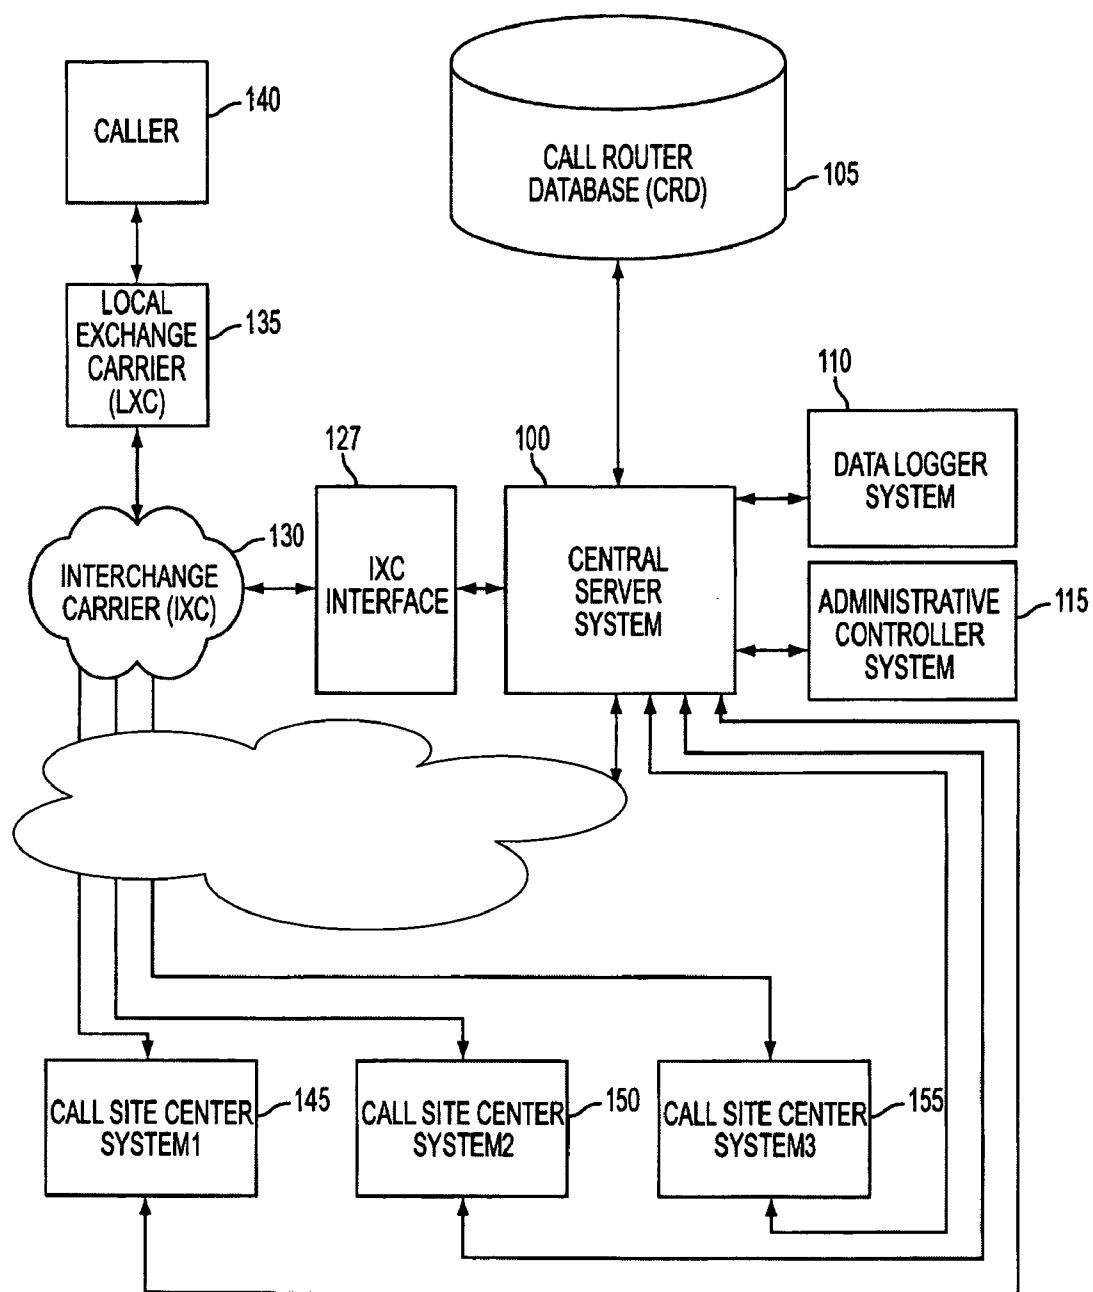 CALLER
140
CALL ROUTER
DATABASE (CRD)
105
LOCAL
EXCHANGE
CARRIER
(LXC)
135
110
DATA LOGGER
SYSTEM
127
IXC
INTERFACE
100
CENTRAL
SERVER
SYSTEM
130
INTERCHANGE
CARRIER (IXC)
ADMINISTRATIVE
CONTROLLER
SYSTEM
115
CALL SITE CENTER
SYSTEM1
145
CALL SITE CENTER
SYSTEM2
150
CALL SITE CENTER
SYSTEM3
155